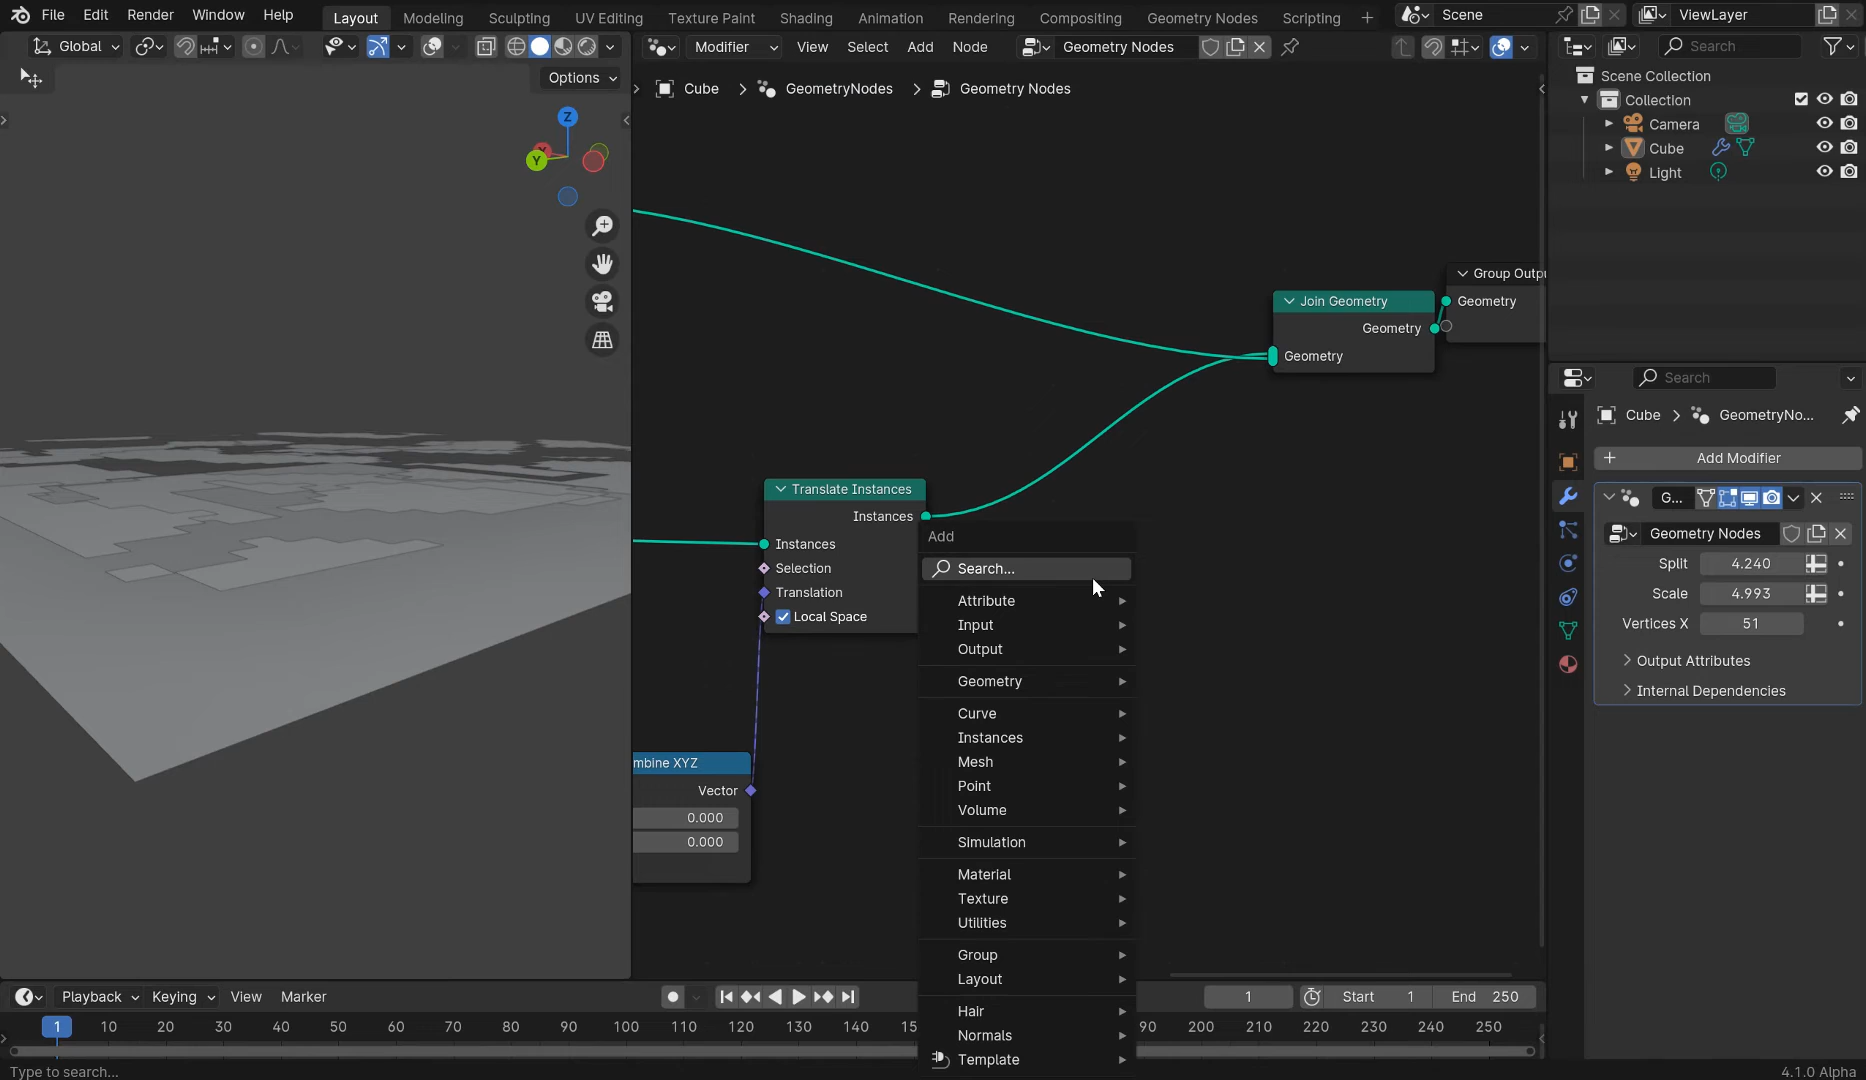 File Edit Render Window Help Layout Modeling Sculpting UV Editing Texture Paint Shading Animation Rendering Compositing Geometry Nodes Scripting + Scene ViewLayer
Global Modifier View Select Add Node Geometry Nodes Search
Options
Cube > GeometryNodes > Geometry Nodes
Z
Y
Scene Collection
Collection
Camera
Cube
Light
Group Outpu
Geometry
Join Geometry
Geometry
Geometry
Translate Instances
Instances
Instances
Selection
Translation
Local Space
mbine XYZ
Vector
0.000
0.000
Add
Search...
Attribute
Input
Output
Geometry
Curve
Instances
Mesh
Point
Volume
Simulation
Material
Texture
Utilities
Group
Layout
Hair
Normals
Template
Search
Cube > GeometryNo...
+ Add Modifier
G...
Geometry Nodes
Split 4.240
Scale 4.993
Vertices X 51
Output Attributes
Internal Dependencies
Playback Keying View Marker 1 Start 1 End 250
1 10 20 30 40 50 60 70 80 90 100 110 120 130 140 15 90 200 210 220 230 240 250
Type to search... 4.1.0 Alpha